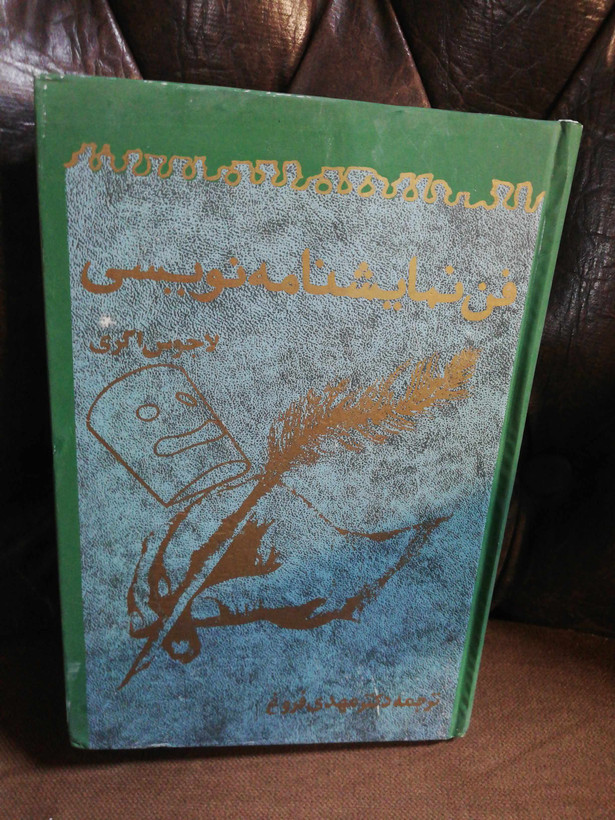 فن نمایشنامه نویسی
لاجوس اگری
ترجمه دکتر مهدی فروغ